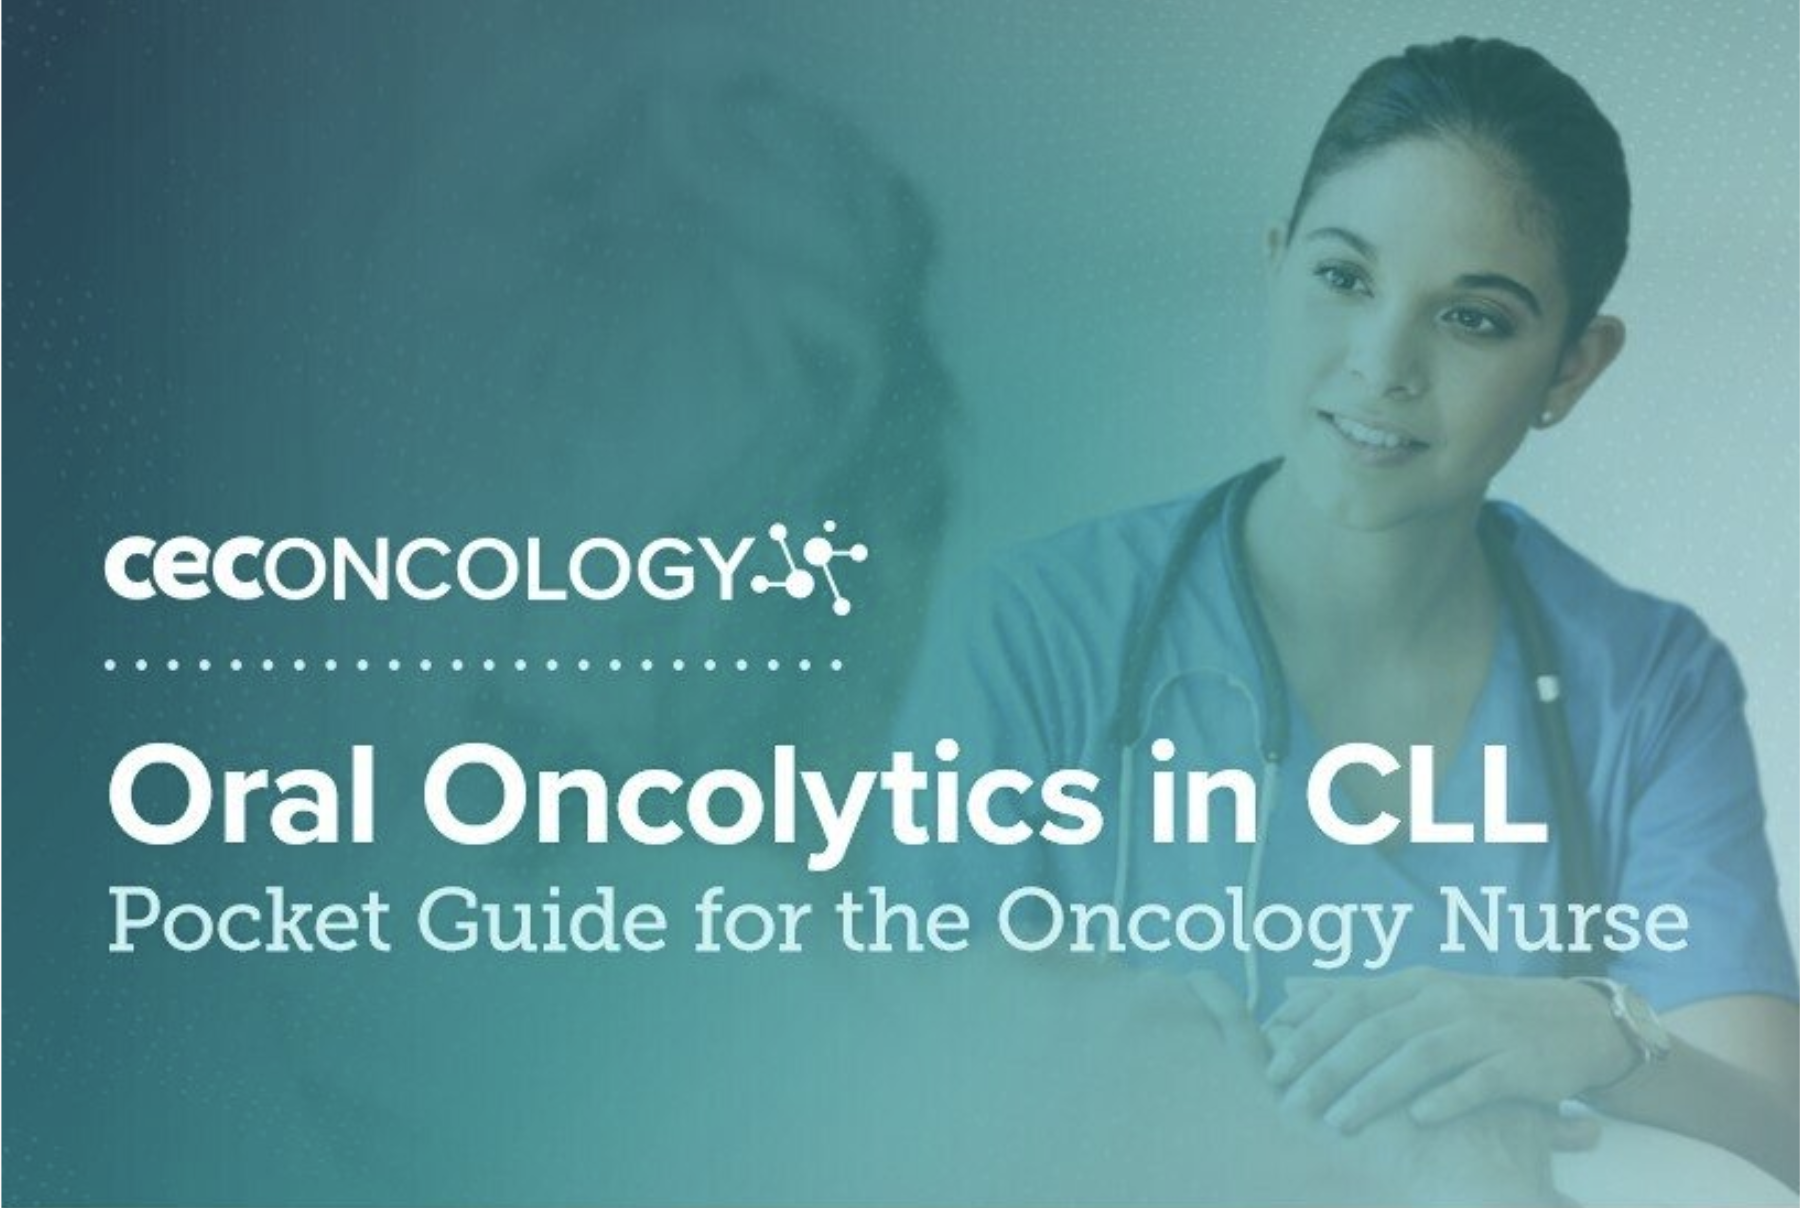 cecONCOLOGY
Oral Oncolytics in CLL
Pocket Guide for the Oncology Nurse